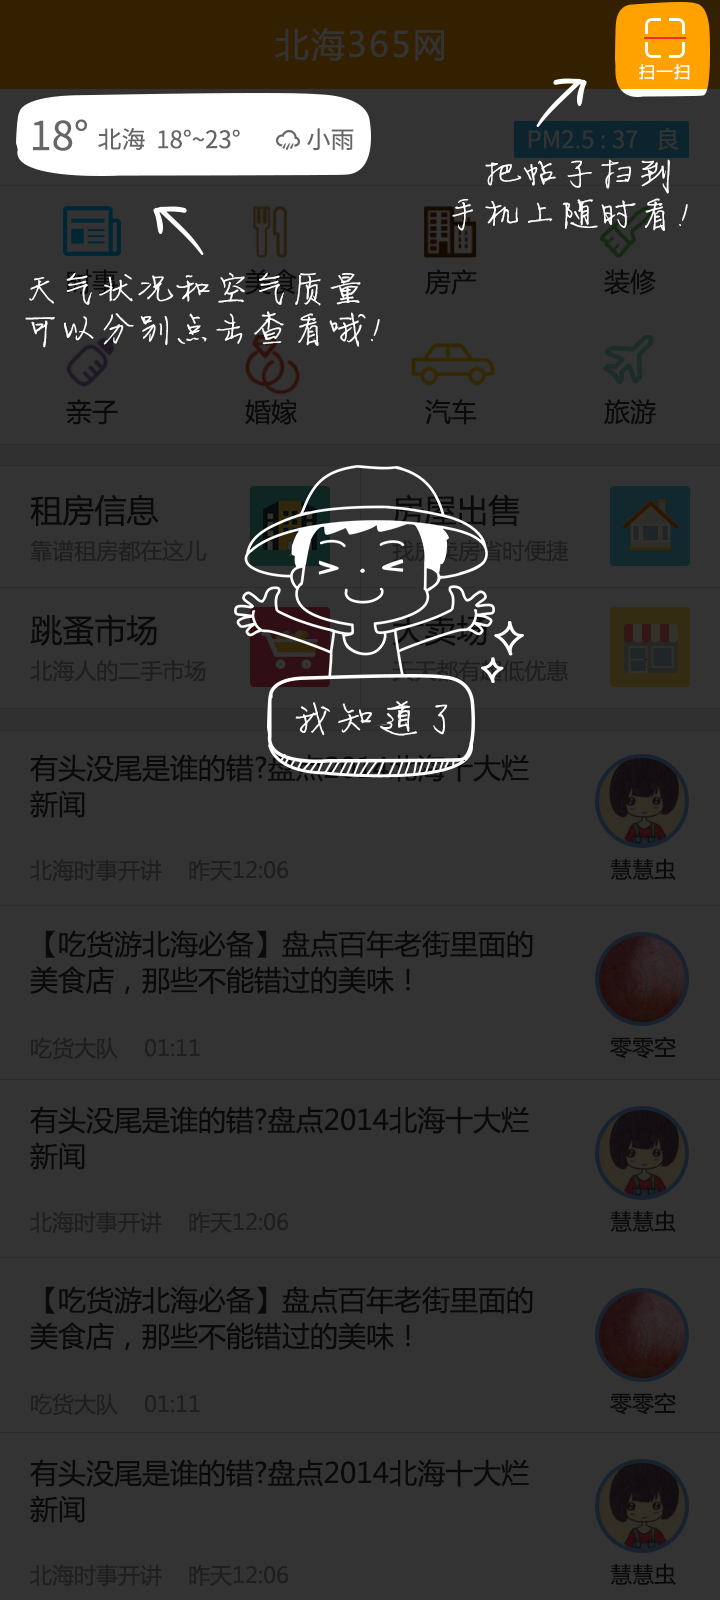 北海365网
扫一扫
18° 北海 18°~23° 小雨
PM2.5 : 37 良
把帖子扫到
手机上随时看!
时事 美食 房产 装修
天气状况和空气质量
可以分别点击查看哦!
亲子 婚嫁 汽车 旅游
租房信息
靠谱租房都在这儿
房屋出售
找房卖房省时便捷
跳蚤市场
北海人的二手市场
大卖场
天天都有超低优惠
我知道了
有头没尾是谁的错?盘点2014北海十大烂
新闻
北海时事开讲 昨天12:06
慧慧虫
【吃货游北海必备】盘点百年老街里面的
美食店，那些不能错过的美味！
吃货大队 01:11
零零空
有头没尾是谁的错?盘点2014北海十大烂
新闻
北海时事开讲 昨天12:06
慧慧虫
【吃货游北海必备】盘点百年老街里面的
美食店，那些不能错过的美味！
吃货大队 01:11
零零空
有头没尾是谁的错?盘点2014北海十大烂
新闻
北海时事开讲 昨天12:06
慧慧虫